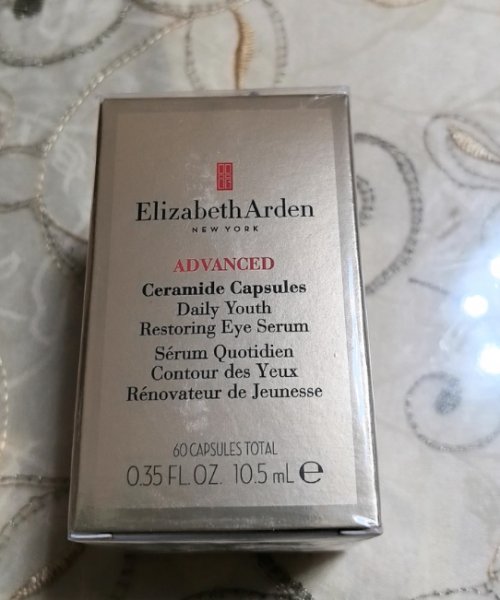 ElizabethArden
NEW YORK
ADVANCED
Ceramide Capsules
Daily Youth
Restoring Eye Serum
Sérum Quotidien
Contour des Yeux
Rénovateur de Jeunesse
60 CAPSULES TOTAL
0.35 FL.OZ. 10.5 mL ℮